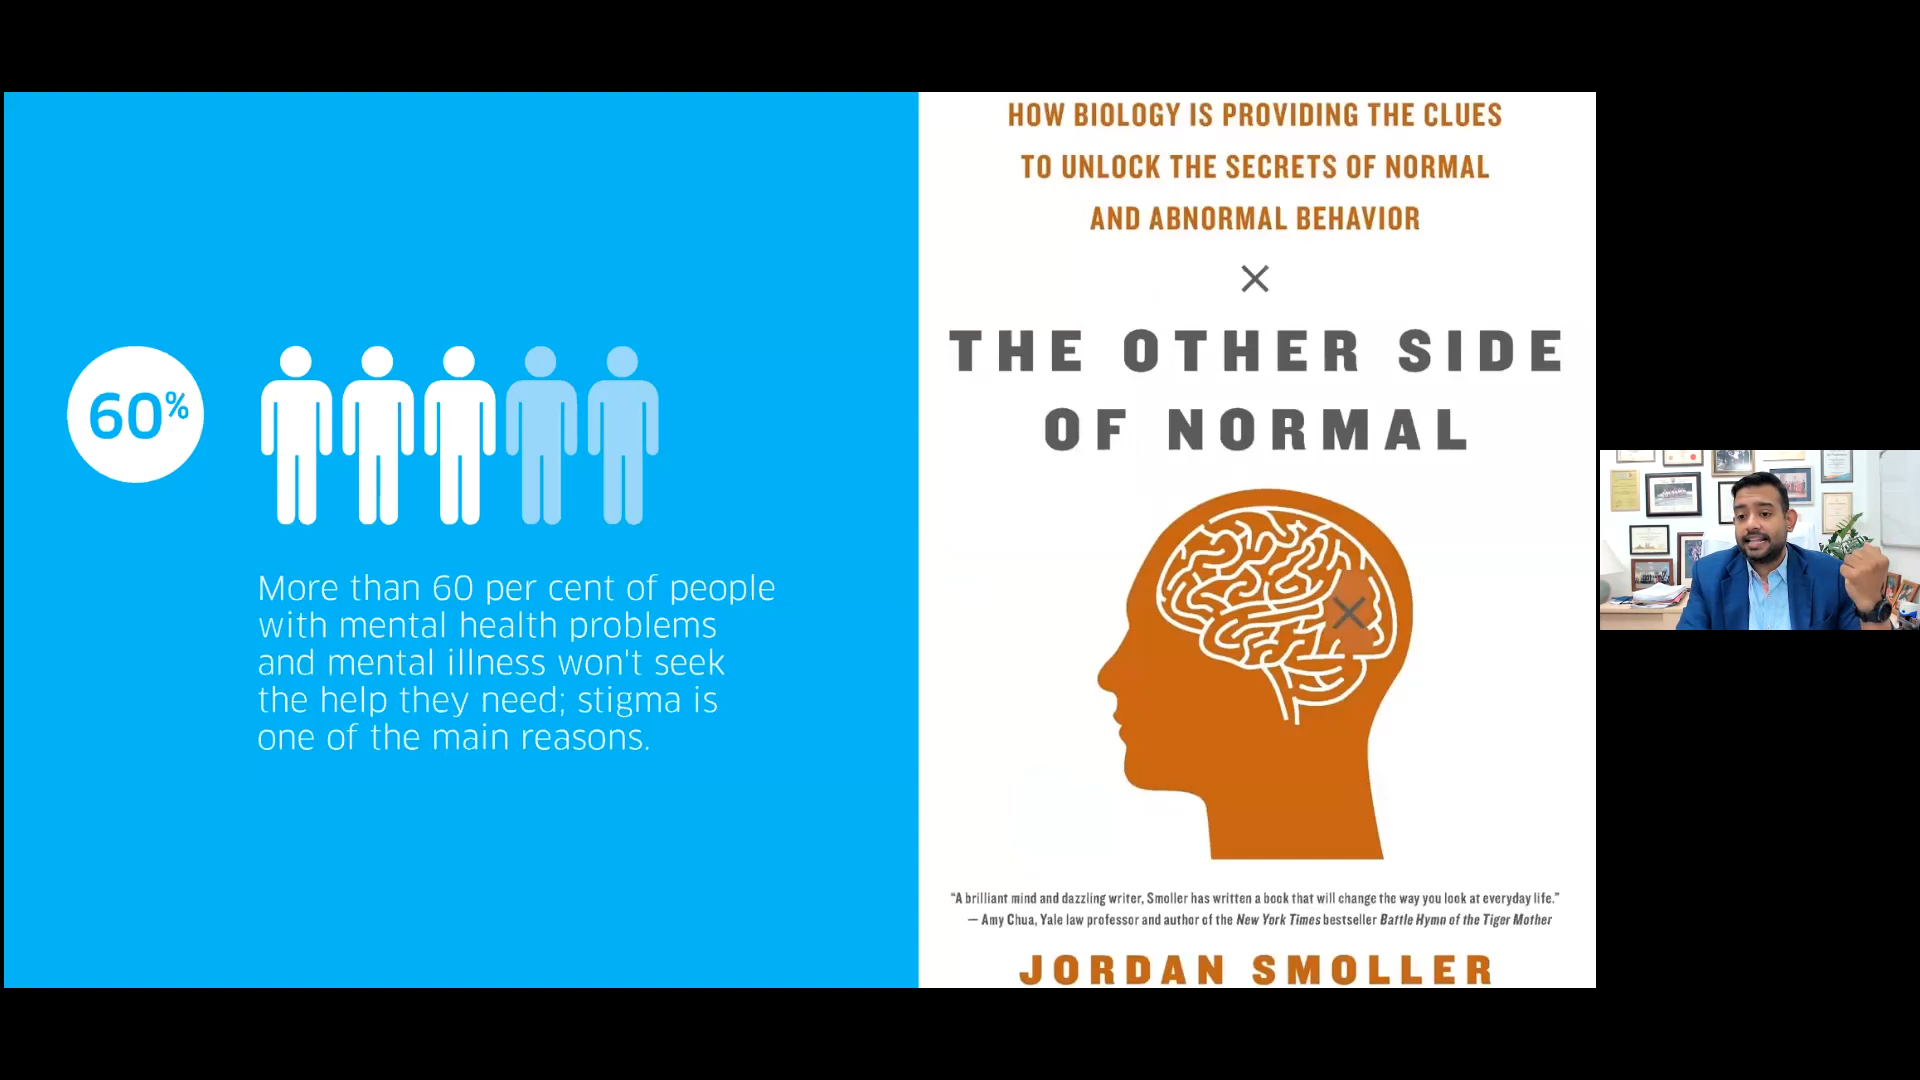 60%
More than 60 per cent of people
with mental health problems
and mental illness won't seek
the help they need; stigma is
one of the main reasons.
HOW BIOLOGY IS PROVIDING THE CLUES
TO UNLOCK THE SECRETS OF NORMAL
AND ABNORMAL BEHAVIOR
THE OTHER SIDE
OF NORMAL
"A brilliant mind and dazzling writer, Smoller has written a book that will change the way you look at everyday life."
— Amy Chua, Yale law professor and author of the New York Times bestseller Battle Hymn of the Tiger Mother
JORDAN SMOLLER